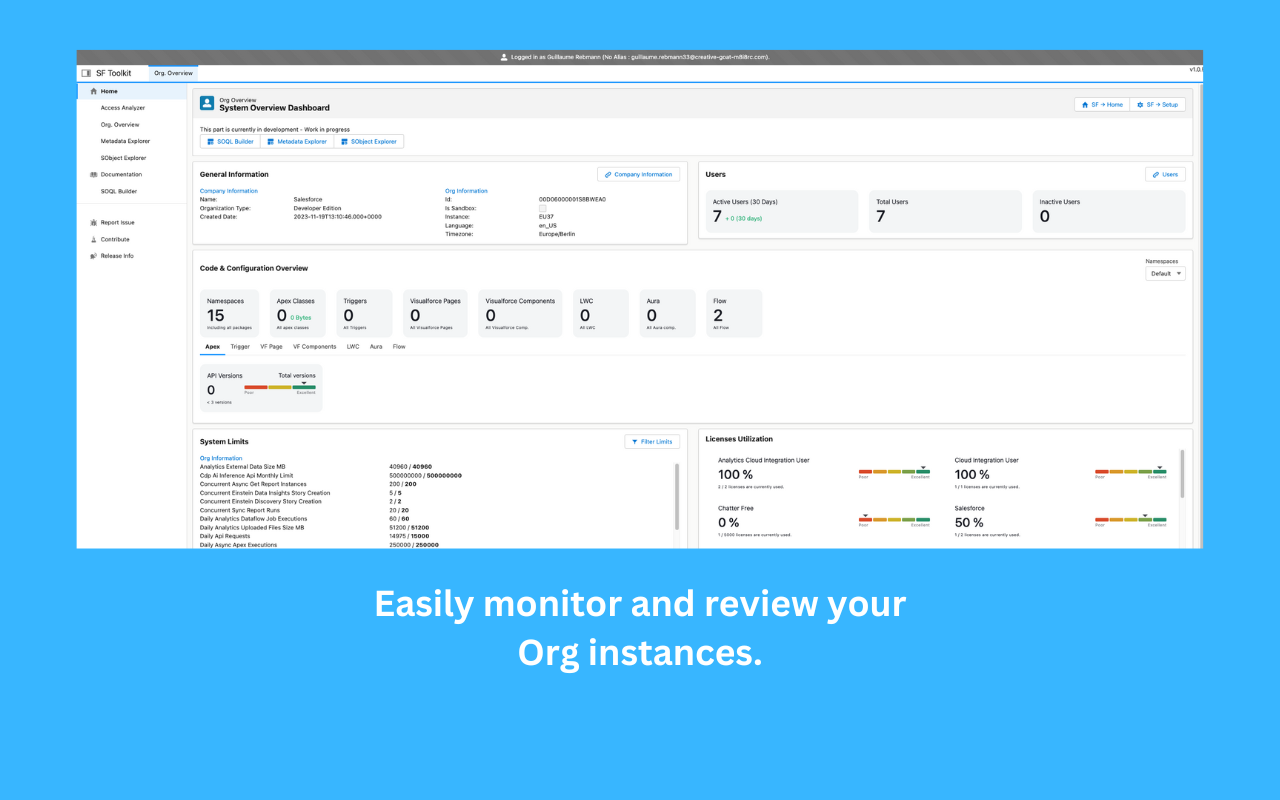 Logged in as Guillaume Rebmann (No Alias : guillaume.rebmann33@creative-goat-m8i8rc.com).
SF Toolkit
Org. Overview
v1.0.
Home
Access Analyzer
Org. Overview
Metadata Explorer
SObject Explorer
Documentation
SOQL Builder
Report Issue
Contribute
Release Info
Org Overview
System Overview Dashboard
SF → Home
SF → Setup
This part is currently in development - Work in progress
SOQL Builder
Metadata Explorer
SObject Explorer
General Information
Company Information
Company Information
Name: Salesforce
Organization Type: Developer Edition
Created Date: 2023-11-19T13:10:46.000+0000
Org Information
Id: 00D06000001S8BWEA0
Is Sandbox:
Instance: EU37
Language: en_US
Timezone: Europe/Berlin
Users
Users
Active Users (30 Days)
7 + 0 (30 days)
Total Users
7
Inactive Users
0
Code & Configuration Overview
Namespaces
Default
Namespaces
15
Including all packages
Apex Classes
0 0 Bytes
All apex classes
Triggers
0
All Triggers
Visualforce Pages
0
All Visualforce Pages
Visualforce Components
0
All Visualforce Comp.
LWC
0
All LWC
Aura
0
All Aura comp.
Flow
2
All Flow
Apex Trigger VF Page VF Components LWC Aura Flow
API Versions
0
< 3 versions
Total versions
Poor Excellent
System Limits
Filter Limits
Org Information
Analytics External Data Size MB 40960 / 40960
Cdp Ai Inference Api Monthly Limit 500000000 / 500000000
Concurrent Async Get Report Instances 200 / 200
Concurrent Einstein Data Insights Story Creation 5 / 5
Concurrent Einstein Discovery Story Creation 2 / 2
Concurrent Sync Report Runs 20 / 20
Daily Analytics Dataflow Job Executions 60 / 60
Daily Analytics Uploaded Files Size MB 51200 / 51200
Daily Api Requests 14975 / 15000
Daily Async Apex Executions 250000 / 250000
Licenses Utilization
Analytics Cloud Integration User
100 %
2 / 2 licenses are currently used.
Poor Excellent
Cloud Integration User
100 %
1 / 1 licenses are currently used.
Poor Excellent
Chatter Free
0 %
1 / 5000 licenses are currently used.
Poor Excellent
Salesforce
50 %
1 / 2 licenses are currently used.
Poor Excellent
Easily monitor and review your
Org instances.